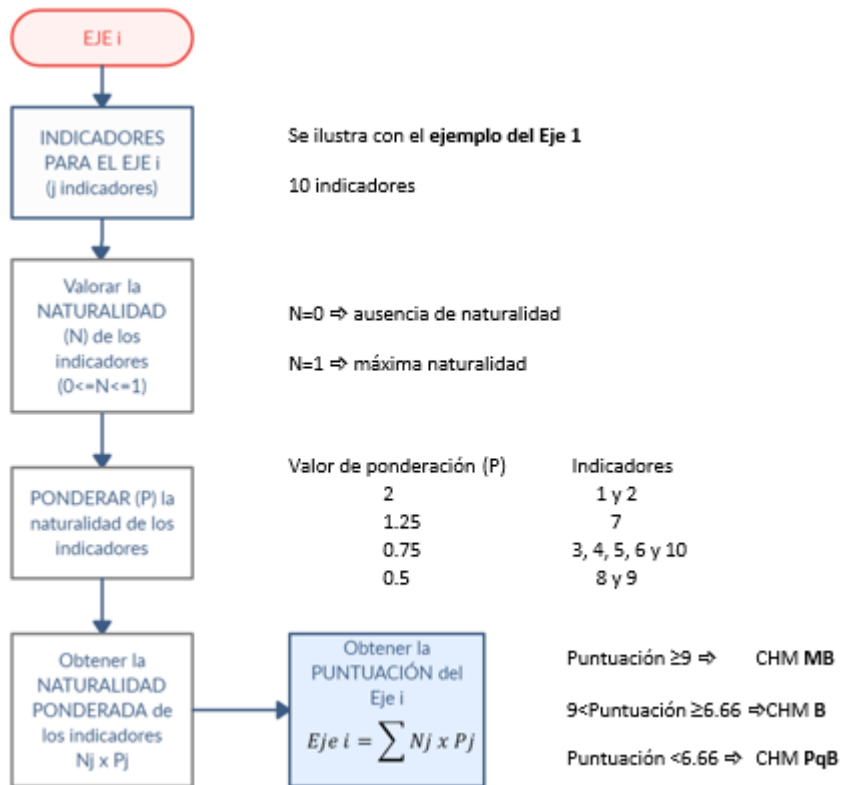 EJE i
INDICADORES
PARA EL EJE i
(j indicadores)
Se ilustra con el ejemplo del Eje 1
10 indicadores
Valorar la
NATURALIDAD
(N) de los
indicadores
(0<=N<=1)
N=0 ⇨ ausencia de naturalidad
N=1 ⇨ máxima naturalidad
PONDERAR (P) la
naturalidad de los
indicadores
Valor de ponderación (P) Indicadores
2 1 y 2
1.25 7
0.75 3, 4, 5, 6 y 10
0.5 8 y 9
Obtener la
NATURALIDAD
PONDERADA de
los indicadores
Nj x Pj
Obtener la
PUNTUACIÓN del
Eje i
Eje i = ∑ Nj x Pj
Puntuación ≥9 ⇨ CHM MB
9<Puntuación ≥6.66 ⇨CHM B
Puntuación <6.66 ⇨ CHM PqB